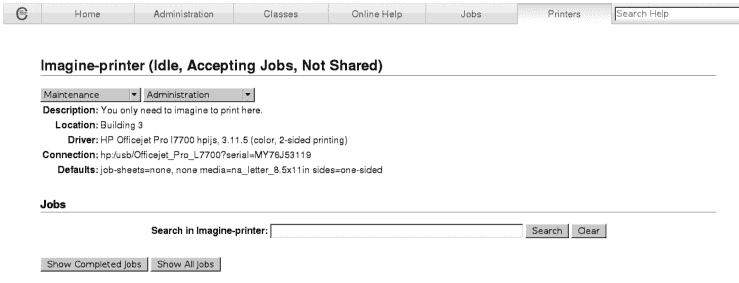 Home Administration Classes Online Help Jobs Printers Search Help
Imagine-printer (Idle, Accepting Jobs, Not Shared)
Maintenance Administration
Description: You only need to imagine to print here.
Location: Building 3
Driver: HP Officejet Pro l7700 hpijs, 3.11.5 (color, 2-sided printing)
Connection: hp:/usb/Officejet_Pro_L7700?serial=MY76J53119
Defaults: job-sheets=none, none media=na_letter_8.5x11in sides=one-sided
Jobs
Search in Imagine-printer: Search Clear
Show Completed Jobs Show All Jobs